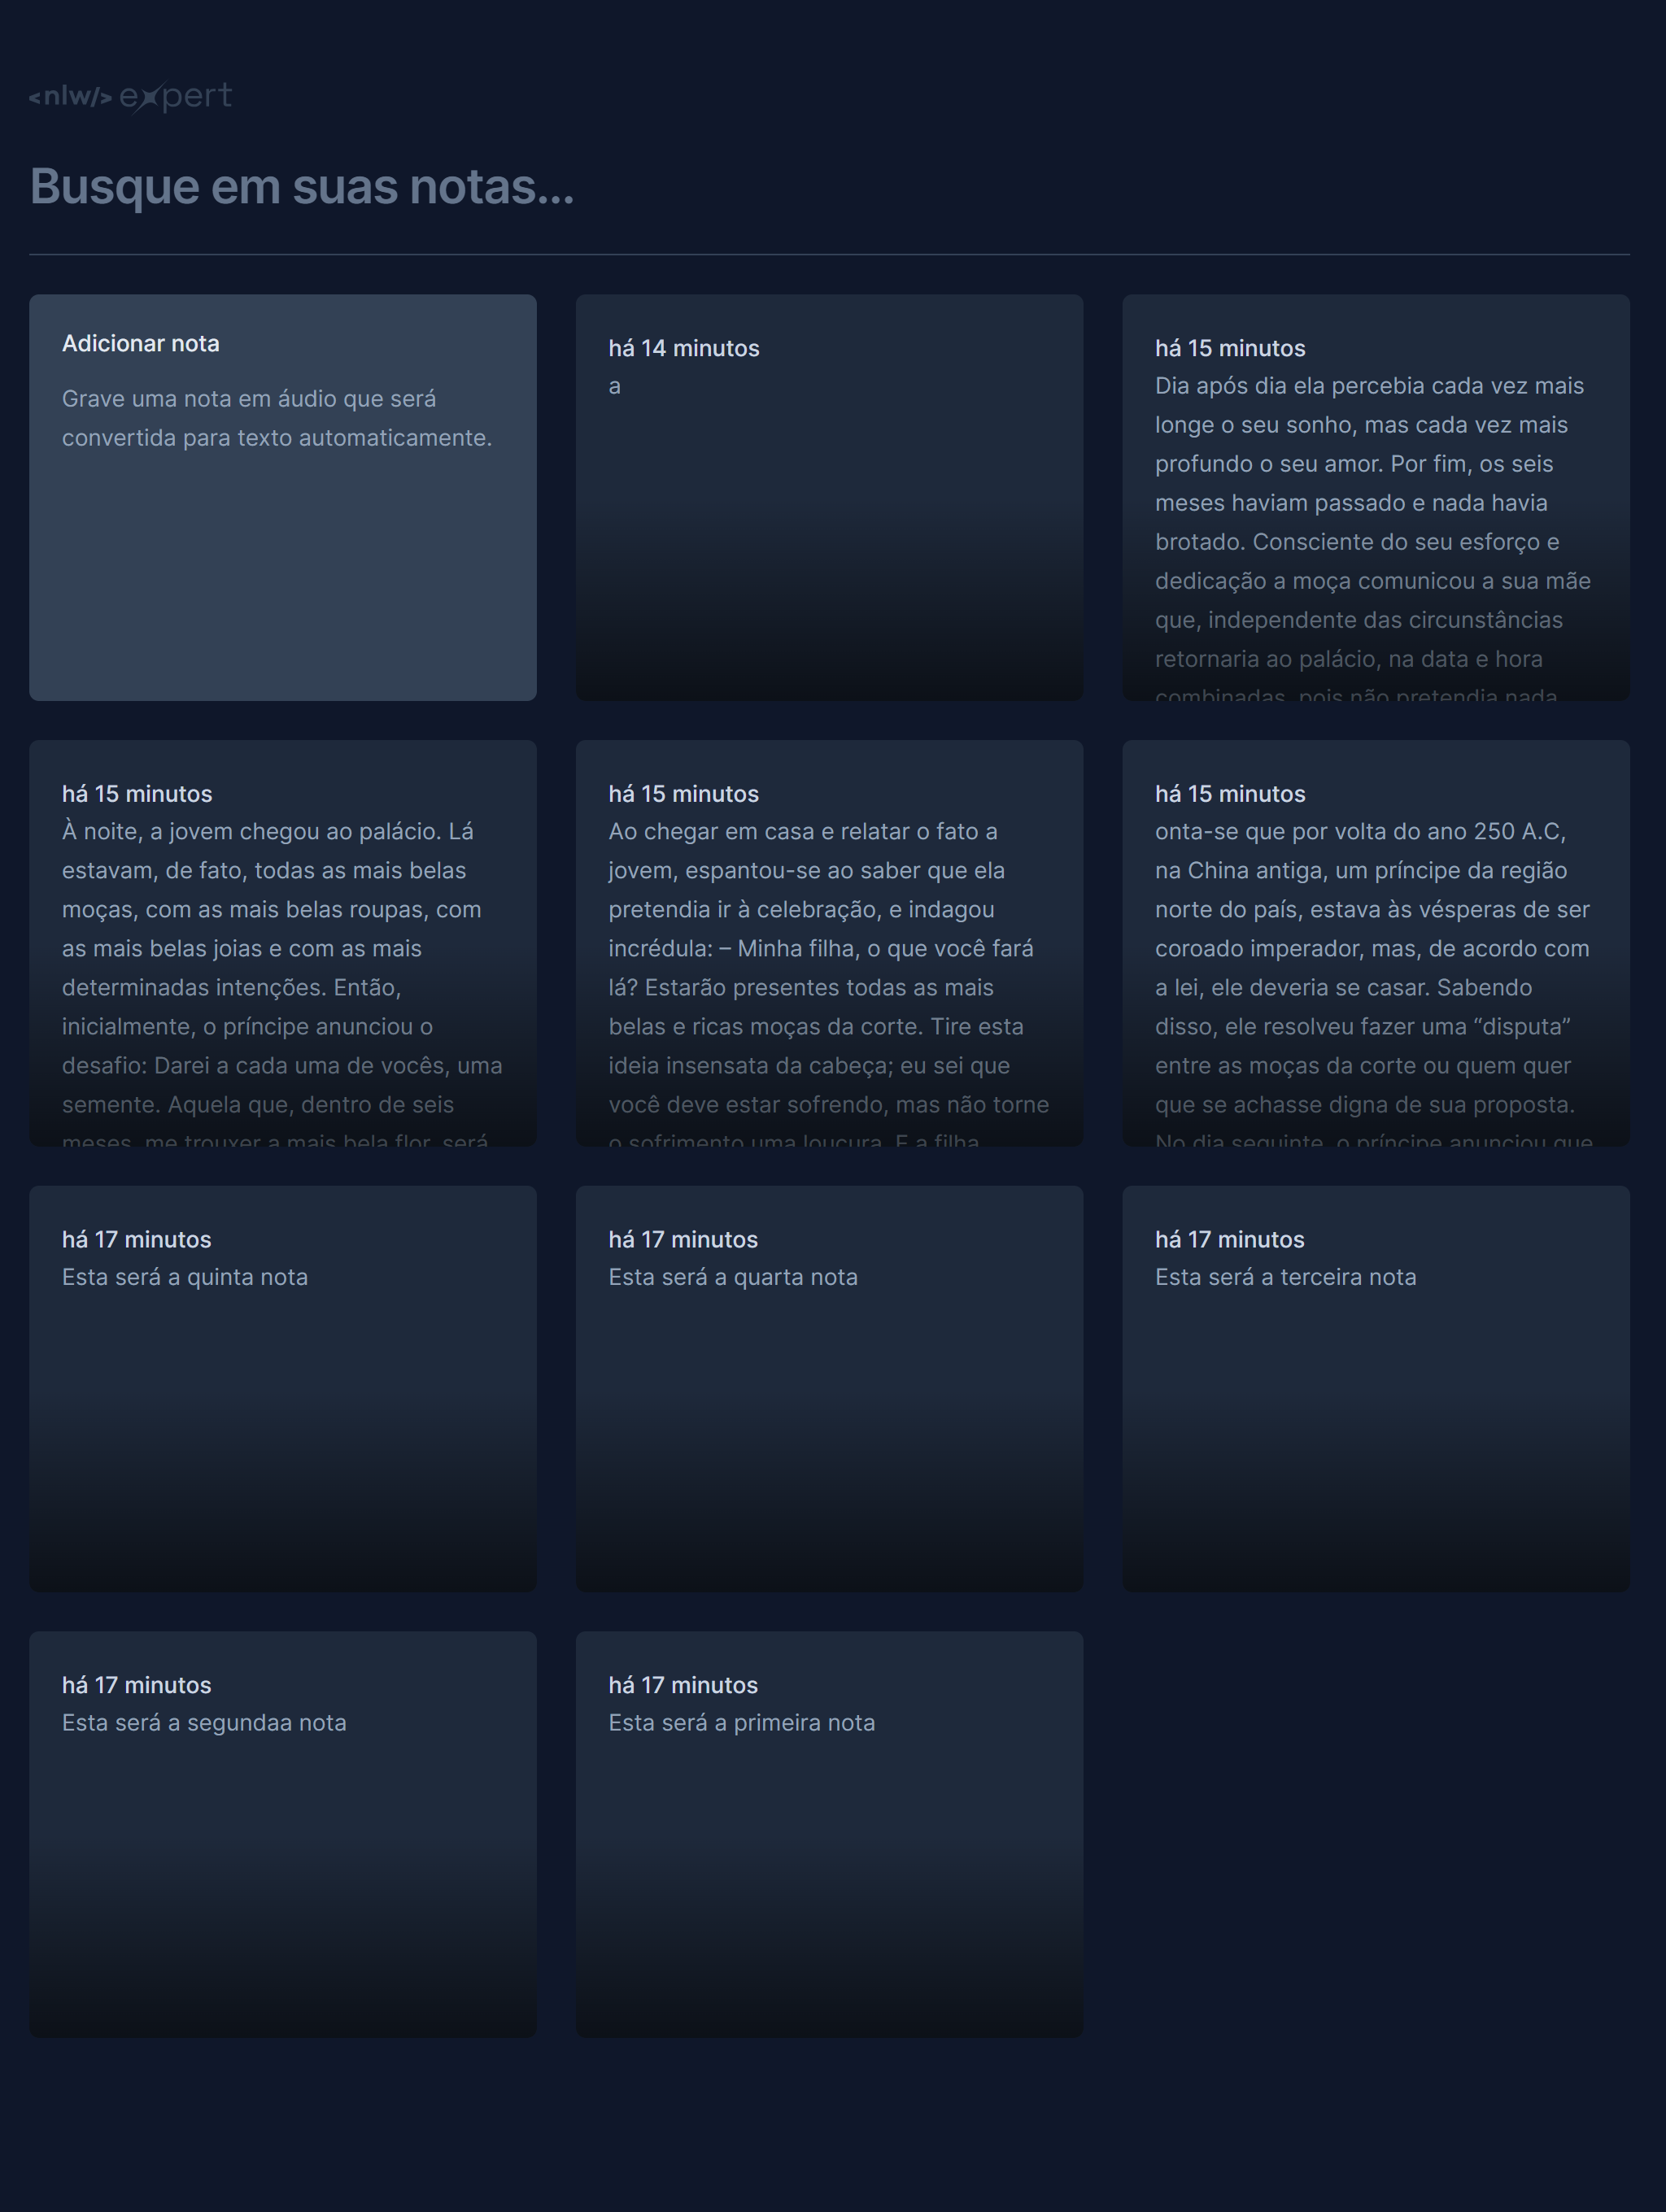 <nlw/> expert
Busque em suas notas...
Adicionar nota
Grave uma nota em áudio que será
convertida para texto automaticamente.
há 14 minutos
a
há 15 minutos
Dia após dia ela percebia cada vez mais
longe o seu sonho, mas cada vez mais
profundo o seu amor. Por fim, os seis
meses haviam passado e nada havia
brotado. Consciente do seu esforço e
dedicação a moça comunicou a sua mãe
que, independente das circunstâncias
retornaria ao palácio, na data e hora
combinadas, pois não pretendia nada
há 15 minutos
À noite, a jovem chegou ao palácio. Lá
estavam, de fato, todas as mais belas
moças, com as mais belas roupas, com
as mais belas joias e com as mais
determinadas intenções. Então,
inicialmente, o príncipe anunciou o
desafio: Darei a cada uma de vocês, uma
semente. Aquela que, dentro de seis
meses, me trouxer a mais bela flor, será
há 15 minutos
Ao chegar em casa e relatar o fato a
jovem, espantou-se ao saber que ela
pretendia ir à celebração, e indagou
incrédula: – Minha filha, o que você fará
lá? Estarão presentes todas as mais
belas e ricas moças da corte. Tire esta
ideia insensata da cabeça; eu sei que
você deve estar sofrendo, mas não torne
o sofrimento uma loucura. E a filha
há 15 minutos
onta-se que por volta do ano 250 A.C,
na China antiga, um príncipe da região
norte do país, estava às vésperas de ser
coroado imperador, mas, de acordo com
a lei, ele deveria se casar. Sabendo
disso, ele resolveu fazer uma “disputa”
entre as moças da corte ou quem quer
que se achasse digna de sua proposta.
No dia seguinte, o príncipe anunciou que
há 17 minutos
Esta será a quinta nota
há 17 minutos
Esta será a quarta nota
há 17 minutos
Esta será a terceira nota
há 17 minutos
Esta será a segundaa nota
há 17 minutos
Esta será a primeira nota